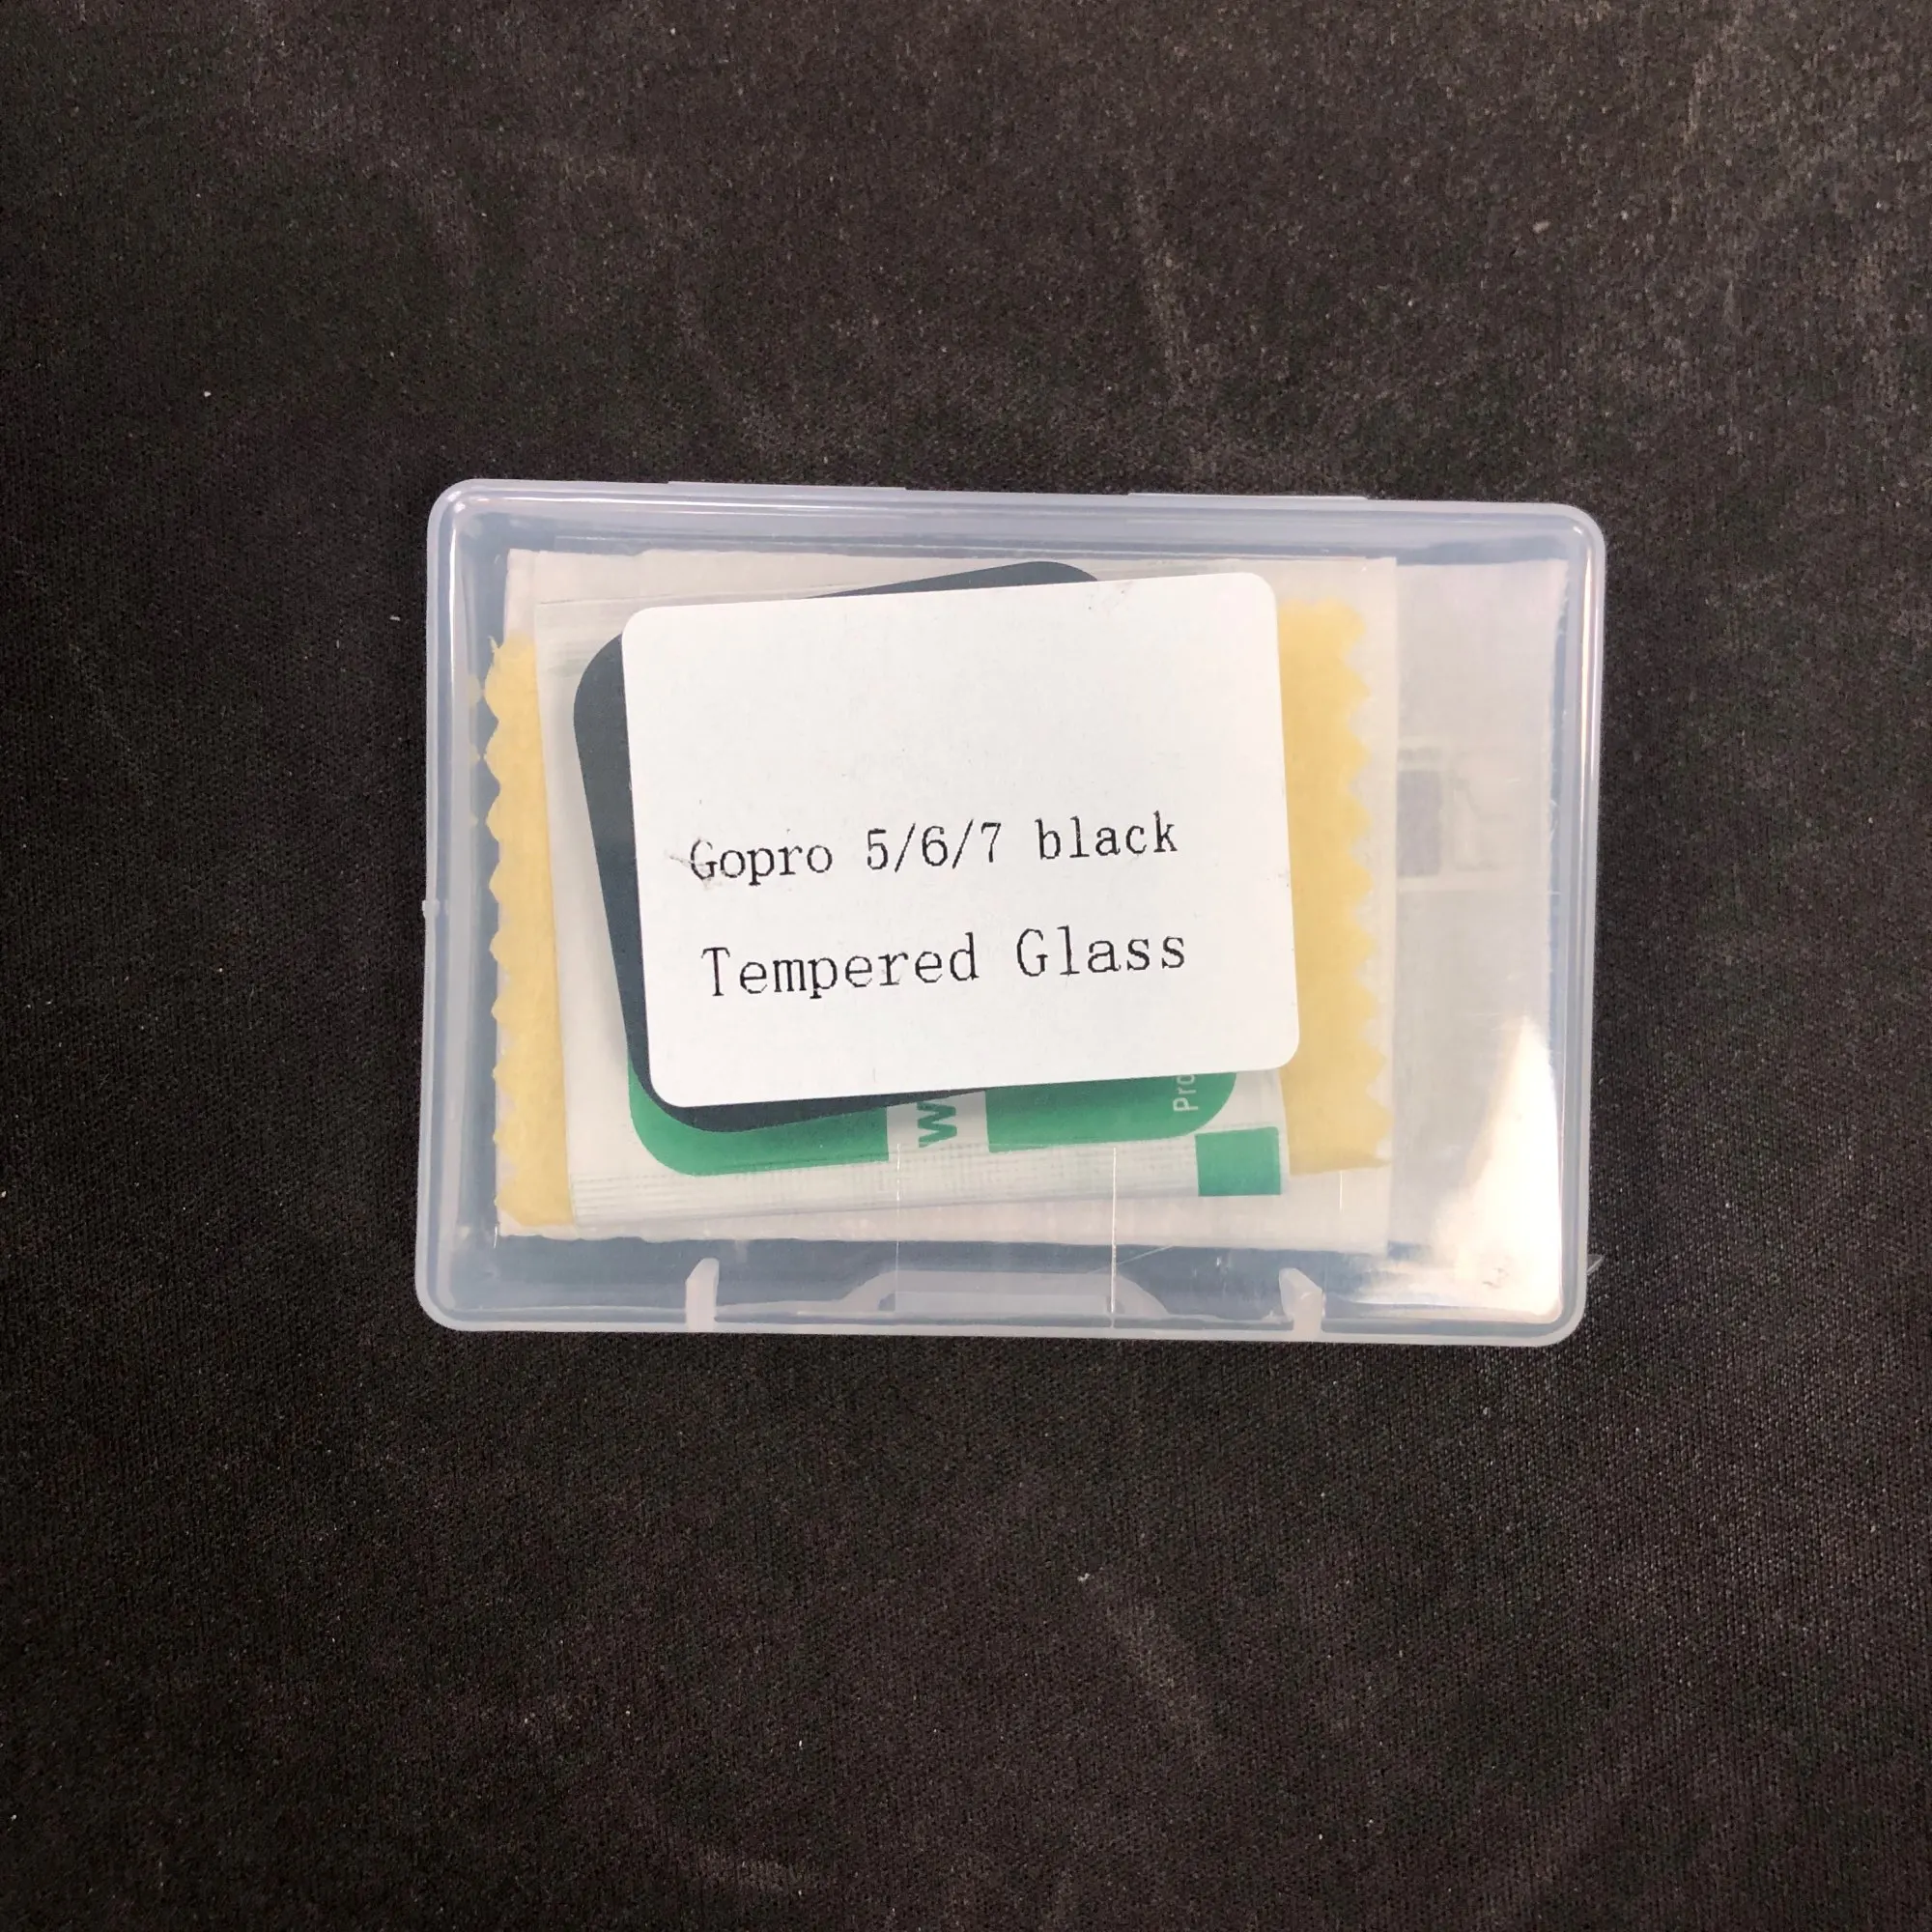 Gopro 5/6/7 black
Tempered Glass